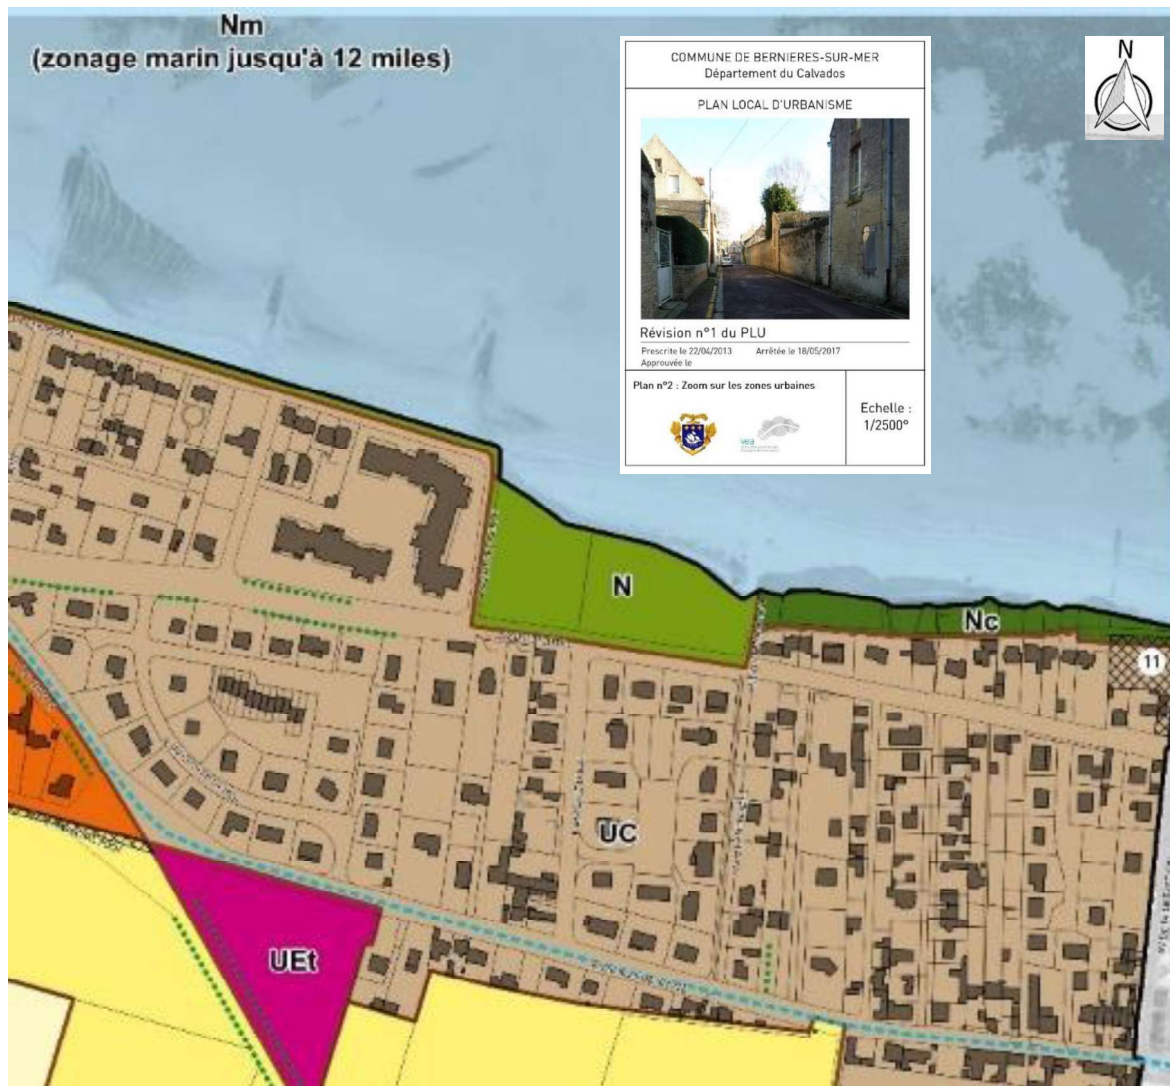 Nm
(zonage marin jusqu'à 12 miles)
COMMUNE DE BERNIERES-SUR-MER
Département du Calvados
PLAN LOCAL D'URBANISME
Révision n°1 du PLU
Prescrite le 22/04/2013 Arrêtée le 18/05/2017
Approuvée le
Plan n°2 : Zoom sur les zones urbaines
vea
Echelle :
1/2500°
N
N
Nc
11
UC
UEt